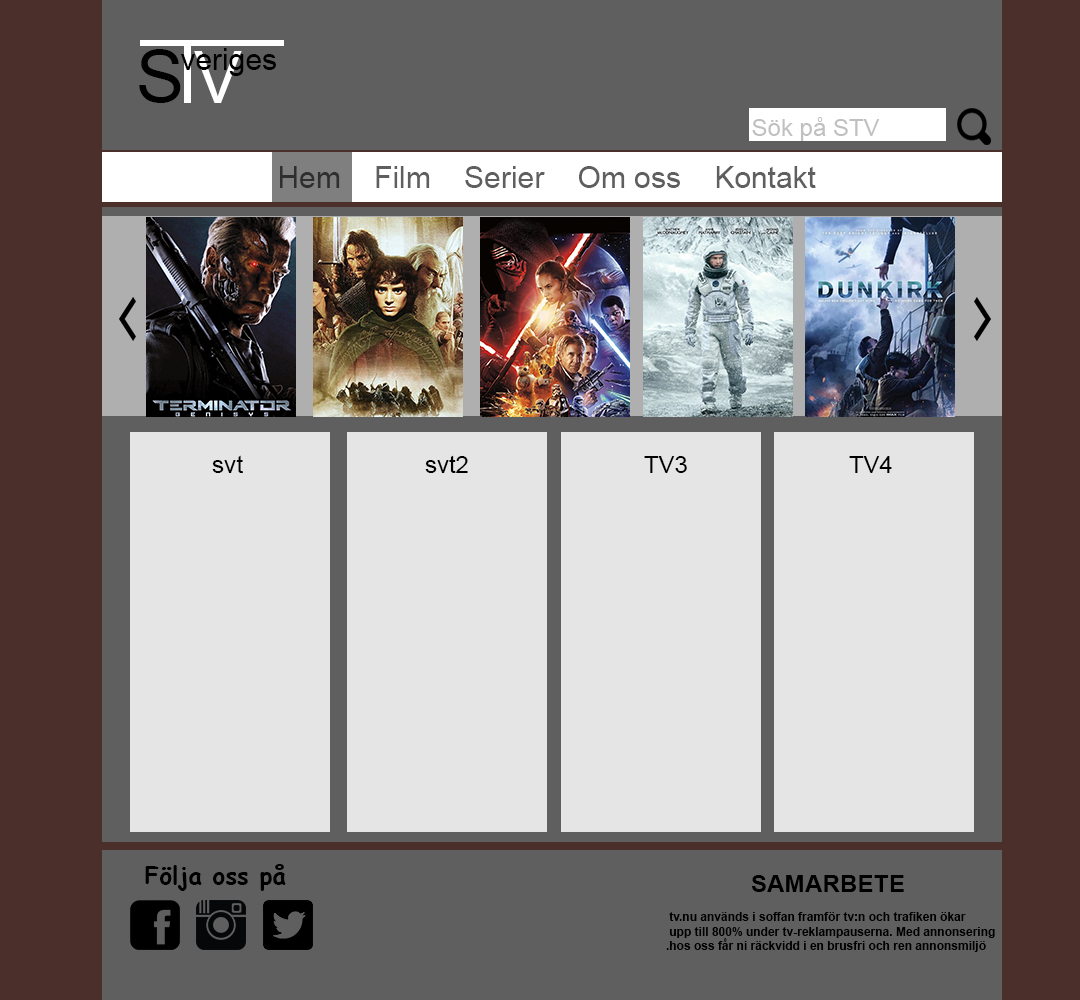 STV
veriges
Sök på STV
Hem Film Serier Om oss Kontakt
TERMINATOR
GENISYS
DUNKIRK
svt svt2 TV3 TV4
Följa oss på
SAMARBETE
tv.nu används i soffan framför tv:n och trafiken ökar
upp till 800% under tv-reklampauserna. Med annonsering
.hos oss får ni räckvidd i en brusfri och ren annonsmiljö